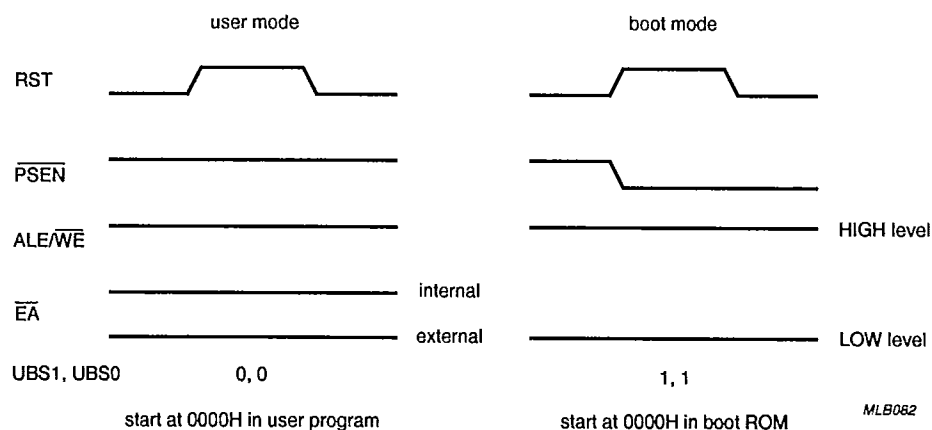 user mode boot mode
RST
PSEN
ALE/WE HIGH level
internal
EA
external LOW level
UBS1, UBS0 0, 0 1, 1
start at 0000H in user program start at 0000H in boot ROM MLB082